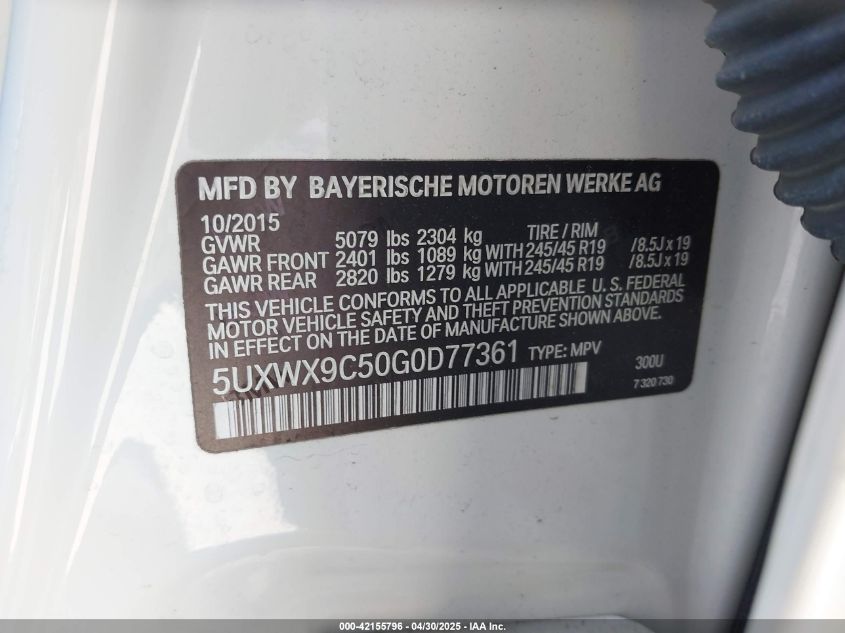 MFD BY BAYERISCHE MOTOREN WERKE AG
10/2015 TIRE / RIM
GVWR 5079 lbs 2304 kg
GAWR FRONT 2401 lbs 1089 kg WITH 245/45 R19 /8.5J x 19
GAWR REAR 2820 lbs 1279 kg WITH 245/45 R19 /8.5J x 19
THIS VEHICLE CONFORMS TO ALL APPLICABLE U. S. FEDERAL
MOTOR VEHICLE SAFETY AND THEFT PREVENTION STANDARDS
IN EFFECT ON THE DATE OF MANUFACTURE SHOWN ABOVE.
5UXWX9C50G0D77361 TYPE: MPV 300U
7 320 730
000-42155796 - 04/30/2025 - IAA Inc.